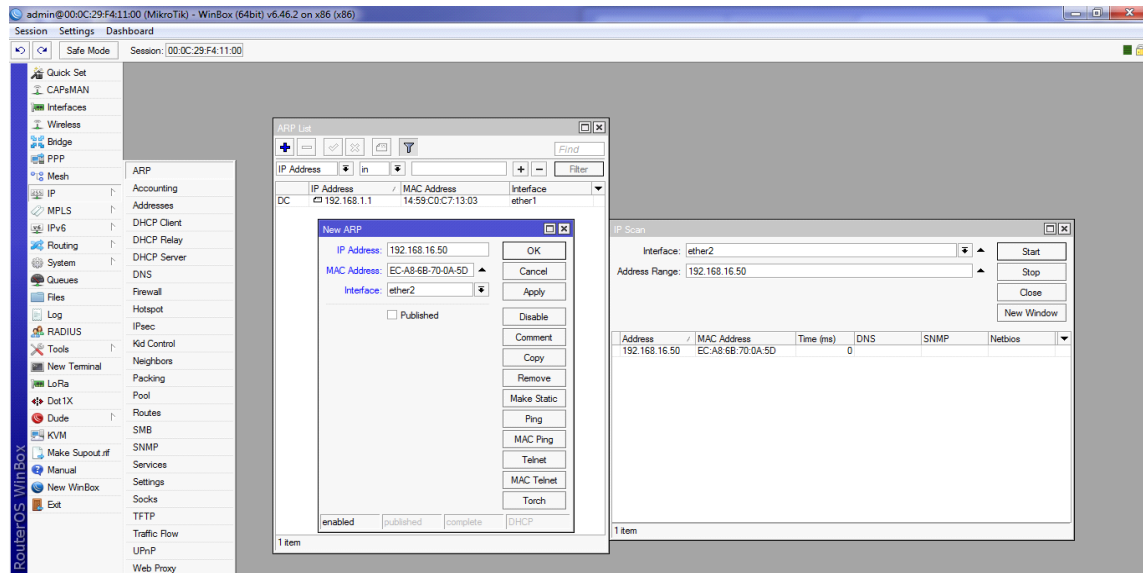 admin@00:0C:29:F4:11:00 (MikroTik) - WinBox (64bit) v6.46.2 on x86 (x86)
Session Settings Dashboard
Safe Mode Session: 00:0C:29:F4:11:00
Quick Set
CAPsMAN
Interfaces
Wireless
Bridge
PPP
Mesh
IP
MPLS
IPv6
Routing
System
Queues
Files
Log
RADIUS
Tools
New Terminal
LoRa
Dot1X
Dude
KVM
Make Supout.rif
Manual
New WinBox
Exit
RouterOS WinBox
ARP
Accounting
Addresses
DHCP Client
DHCP Relay
DHCP Server
DNS
Firewall
Hotspot
IPsec
Kid Control
Neighbors
Packing
Pool
Routes
SMB
SNMP
Services
Settings
Socks
TFTP
Traffic Flow
UPnP
Web Proxy
ARP List
Find
IP Address in Filter
IP Address MAC Address Interface
DC 192.168.1.1 14:59:C0:C7:13:03 ether1
New ARP
IP Address: 192.168.16.50
MAC Address: EC-A8-6B-70-0A-5D
Interface: ether2
Published
OK
Cancel
Apply
Disable
Comment
Copy
Remove
Make Static
Ping
MAC Ping
Telnet
MAC Telnet
Torch
enabled published complete DHCP
1 item
IP Scan
Interface: ether2
Address Range: 192.168.16.50
Start
Stop
Close
New Window
Address MAC Address Time (ms) DNS SNMP Netbios
192.168.16.50 EC:A8:6B:70:0A:5D 0
1 item